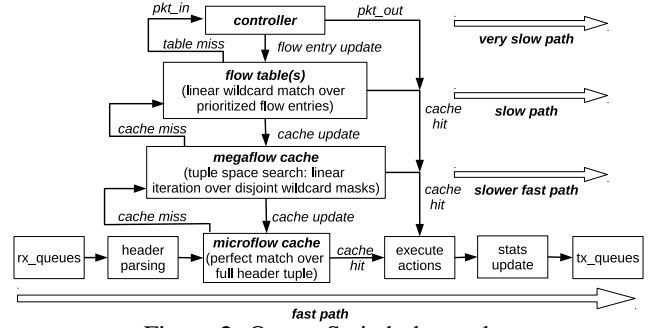 pkt_in
controller
pkt_out
very slow path
table miss
flow entry update
flow table(s)
(linear wildcard match over
prioritized flow entries)
cache
hit
slow path
cache miss
cache update
megaflow cache
(tuple space search: linear
iteration over disjoint wildcard masks)
cache
hit
slower fast path
cache miss
cache update
rx_queues
header
parsing
microflow cache
(perfect match over
full header tuple)
cache
hit
execute
actions
stats
update
tx_queues
fast path